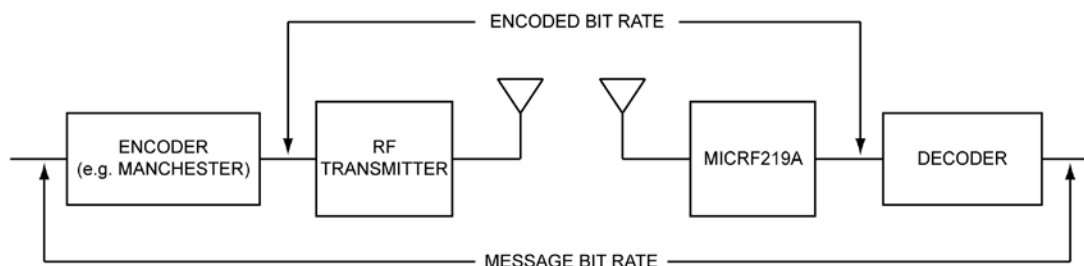 ENCODED BIT RATE
ENCODER
(e.g. MANCHESTER)
RF
TRANSMITTER
MICRF219A
DECODER
MESSAGE BIT RATE